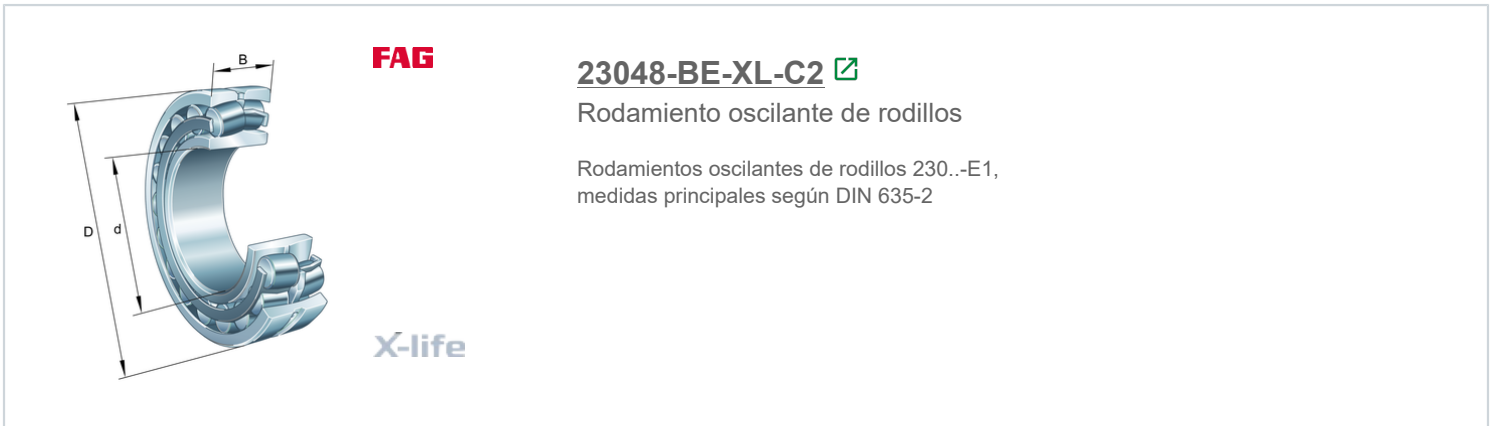 FAG
B
D
d
X-life
23048-BE-XL-C2
Rodamiento oscilante de rodillos
Rodamientos oscilantes de rodillos 230..-E1,
medidas principales según DIN 635-2